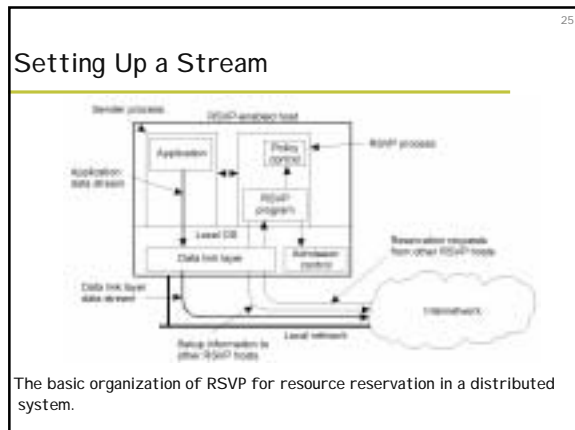 25
Setting Up a Stream
Sender process
RSVP-enabled host
Application
Policy
control
RSVP process
Application
data stream
RSVP
program
Local OS
Data link layer
Admission
control
Reservation requests
from other RSVP hosts
Data link layer
data stream
Internetwork
Local network
Setup information to
other RSVP hosts
The basic organization of RSVP for resource reservation in a distributed
system.